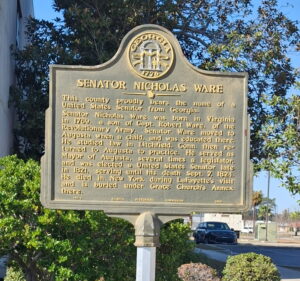 GEORGIA
1776
SENATOR NICHOLAS WARE
This county proudly bears the name of a
United States Senator from Georgia.
Senator Nicholas Ware was born in Virginia
in 1769, a son of Capt. Robert Ware, of the
Revolutionary Army. Senator Ware moved to
Augusta when a child, and was educated there.
He studied law in Litchfield, Conn., then re-
turned to Augusta to practice. He served as
Mayor of Augusta, several times a legislator,
and was elected a United States Senator late
in 1821, serving until his death Sept. 7, 1824.
He died in New York during LaFayette's visit
and is buried under Grace Church's Annex
there.